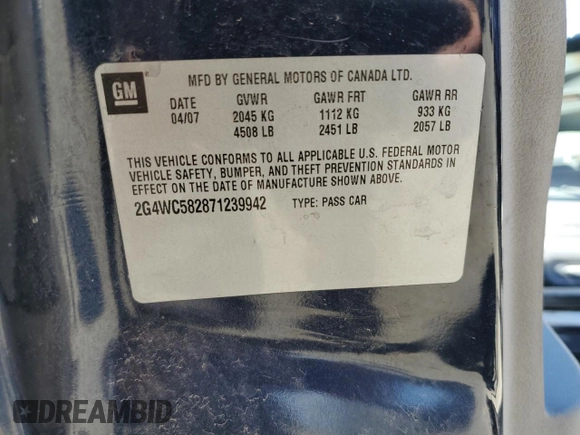 GM
MFD BY GENERAL MOTORS OF CANADA LTD.
DATE GVWR GAWR FRT GAWR RR
04/07 2045 KG 1112 KG 933 KG
4508 LB 2451 LB 2057 LB
THIS VEHICLE CONFORMS TO ALL APPLICABLE U.S. FEDERAL MOTOR
VEHICLE SAFETY, BUMPER, AND THEFT PREVENTION STANDARDS IN
EFFECT ON THE DATE OF MANUFACTURE SHOWN ABOVE.
2G4WC582871239942 TYPE: PASS CAR
DREAMBID